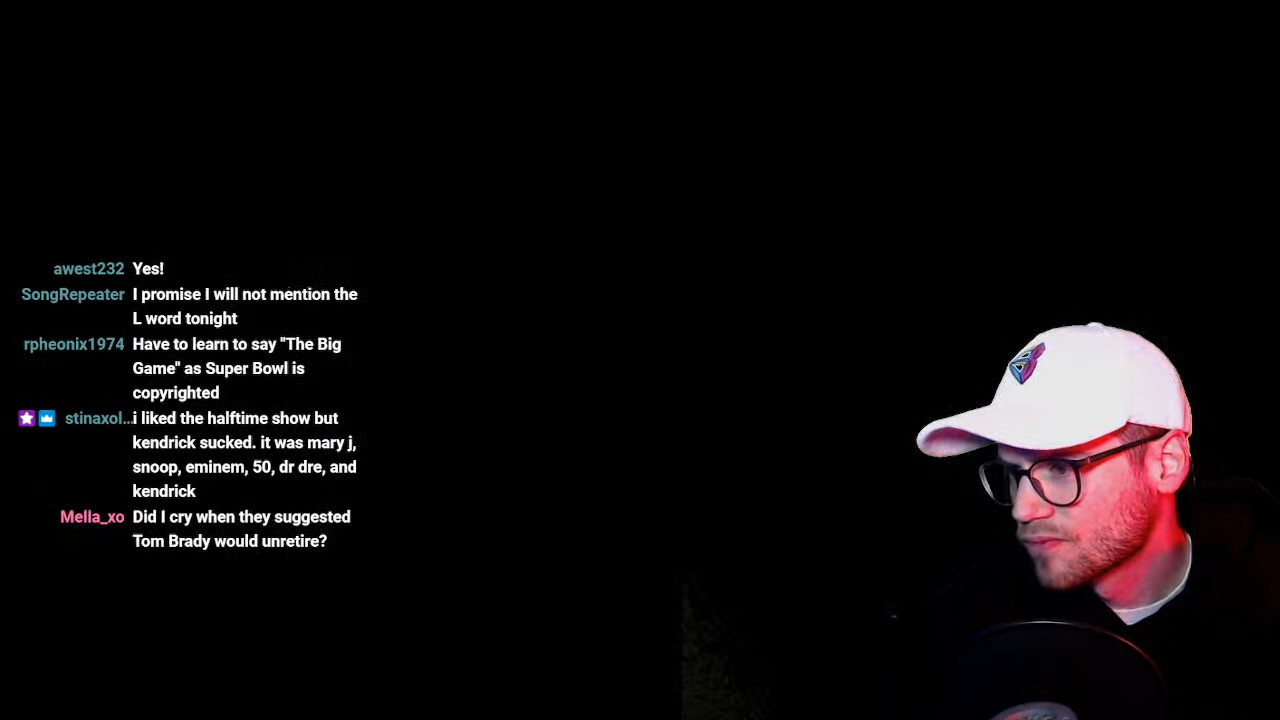 awest232 Yes!
SongRepeater I promise I will not mention the
L word tonight
rpheonix1974 Have to learn to say "The Big
Game" as Super Bowl is
copyrighted
stinaxol... i liked the halftime show but
kendrick sucked. it was mary j,
snoop, eminem, 50, dr dre, and
kendrick
Mella_xo Did I cry when they suggested
Tom Brady would unretire?